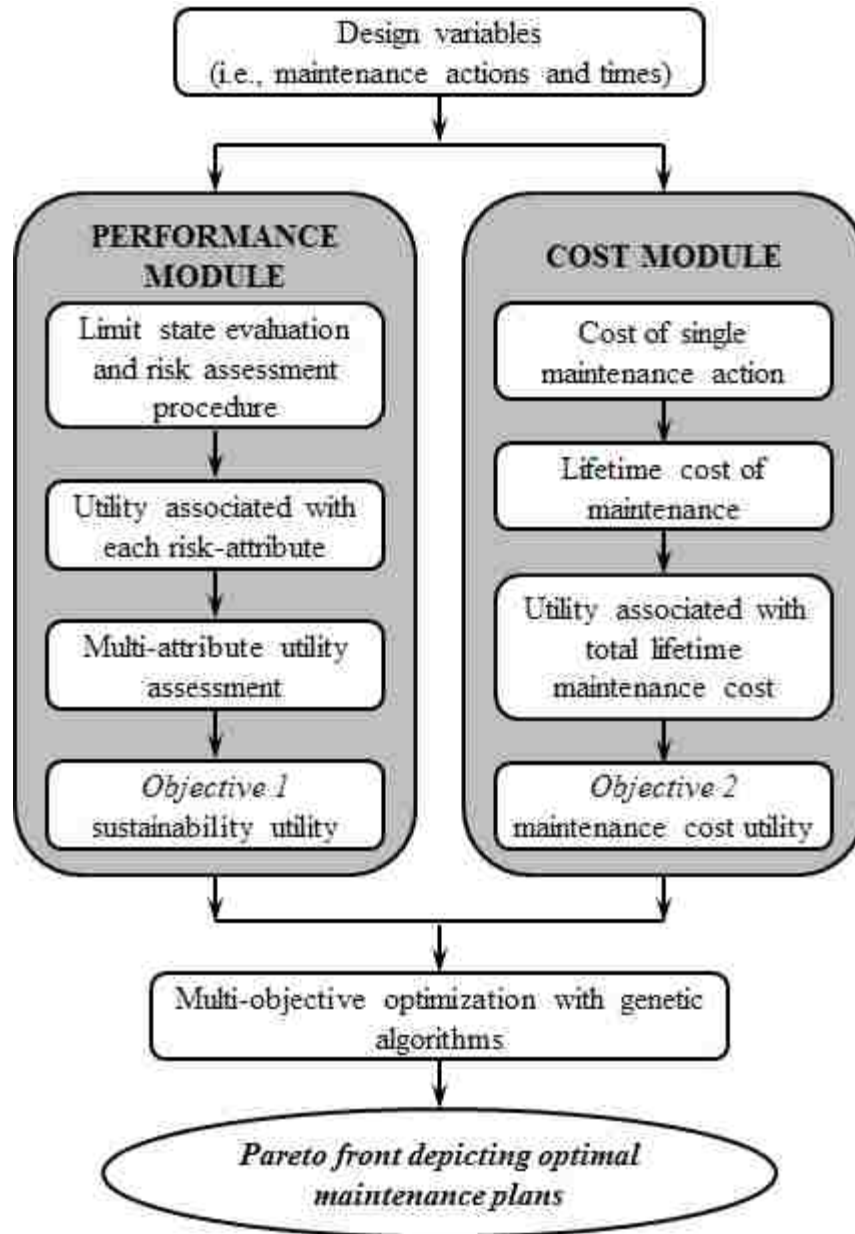 Design variables
(i.e., maintenance actions and times)
PERFORMANCE
MODULE
Limit state evaluation
and risk assessment
procedure
Utility associated with
each risk-attribute
Multi-attribute utility
assessment
Objective 1
sustainability utility
COST MODULE
Cost of single
maintenance action
Lifetime cost of
maintenance
Utility associated with
total lifetime
maintenance cost
Objective 2
maintenance cost utility
Multi-objective optimization with genetic
algorithms
Pareto front depicting optimal
maintenance plans